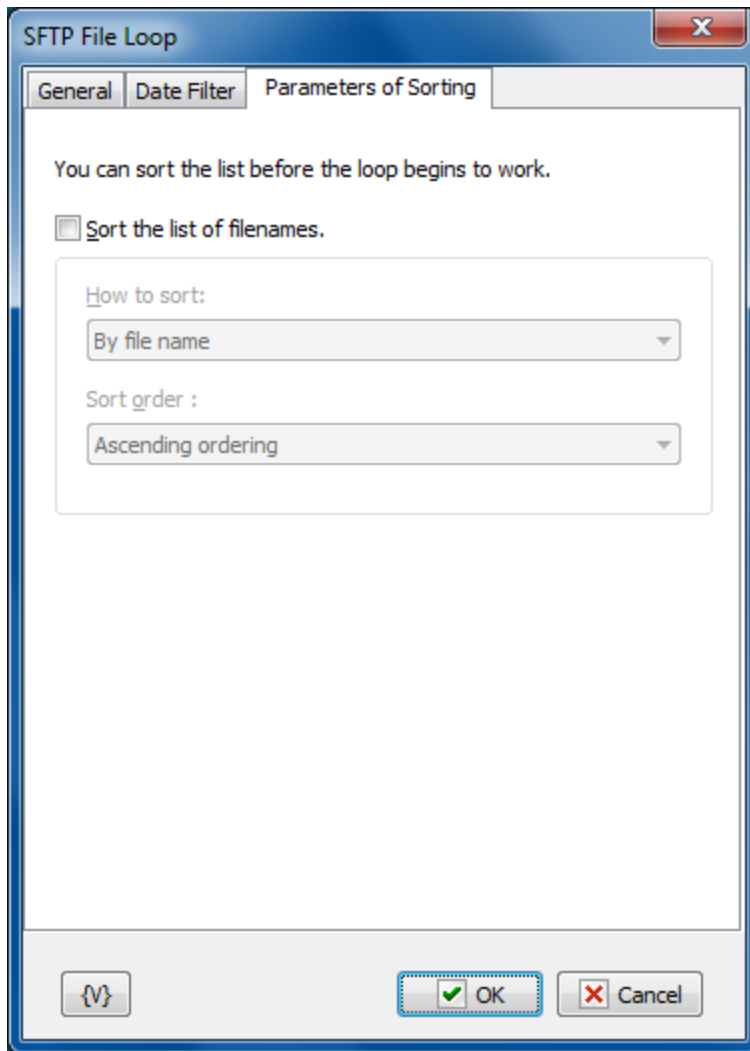 SFTP File Loop
General Date Filter Parameters of Sorting
You can sort the list before the loop begins to work.
Sort the list of filenames.
How to sort:
By file name
Sort order :
Ascending ordering
{V} OK Cancel